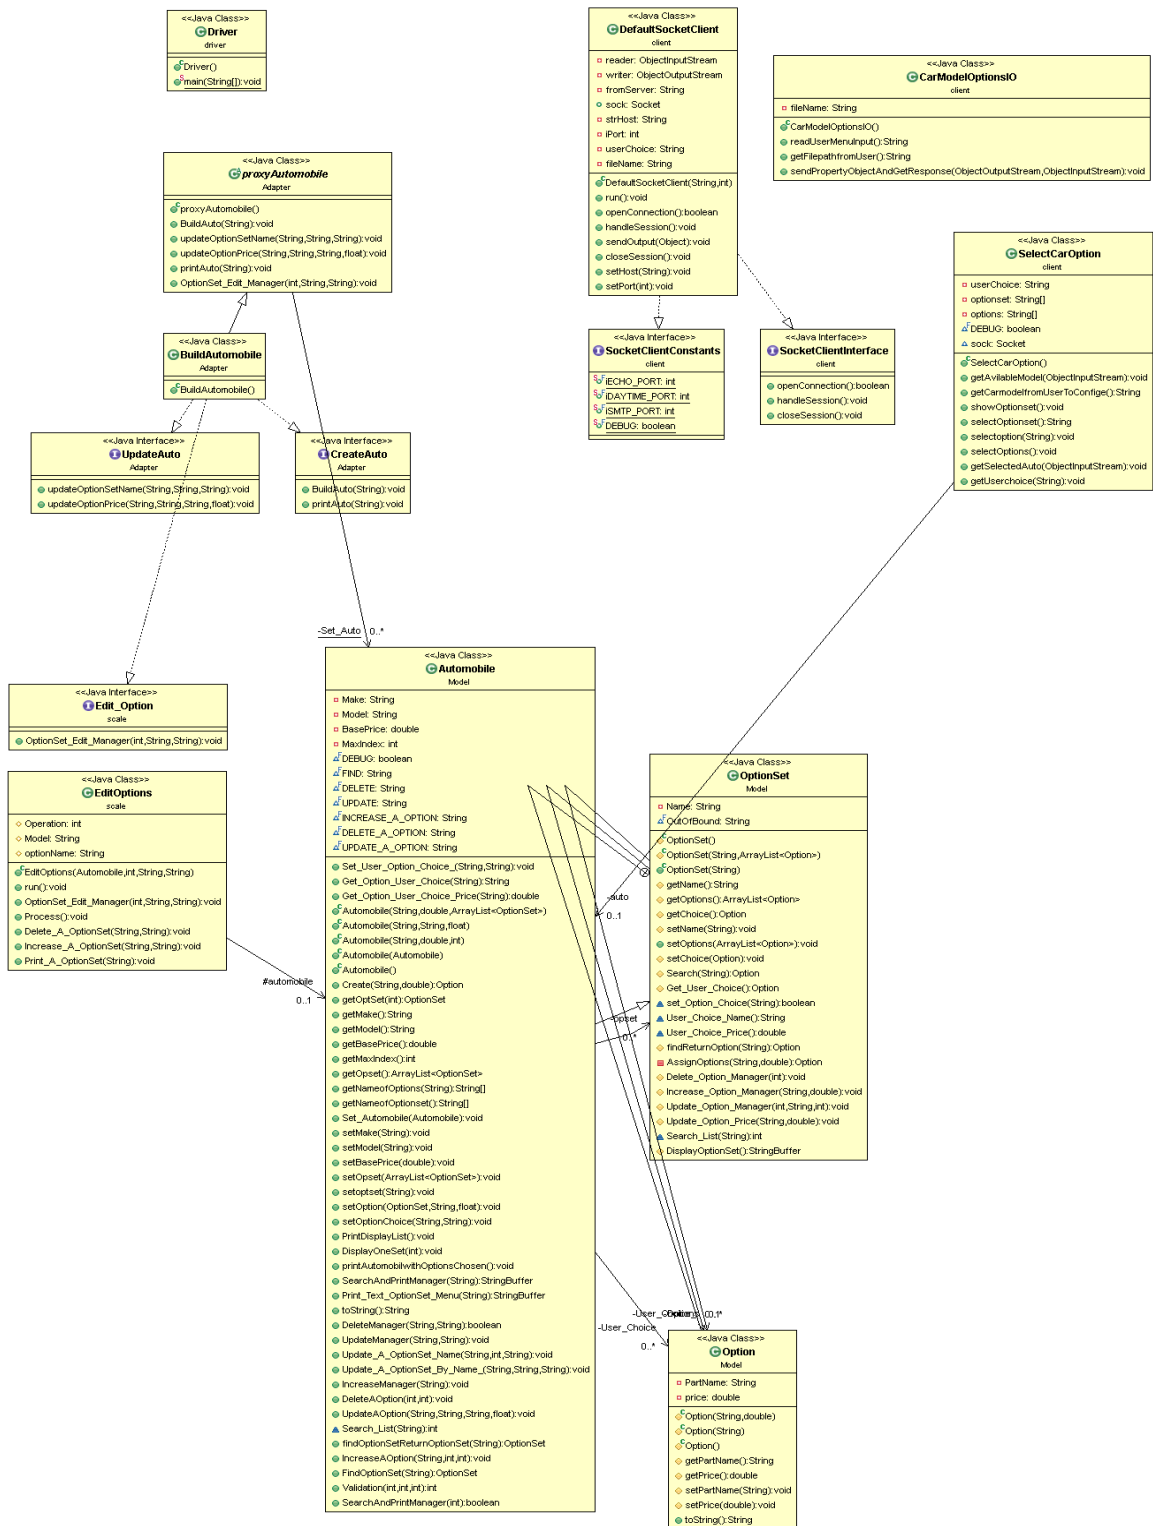 <<Java Class>>
Driver
driver
Driver()
main(String[]):void
<<Java Class>>
DefaultSocketClient
client
reader: ObjectInputStream
writer: ObjectOutputStream
fromServer: String
sock: Socket
strHost: String
iPort: int
userChoice: String
fileName: String
DefaultSocketClient(String,int)
run():void
openConnection():boolean
handleSession():void
sendOutput(Object):void
closeSession():void
setHost(String):void
setPort(int):void
<<Java Class>>
CarModelOptionsIO
client
fileName: String
CarModelOptionsIO()
readUserMenuInput():String
getFilepathfromUser():String
sendPropertyObjectAndGetResponse(ObjectOutputStream,ObjectInputStream):void
<<Java Class>>
proxyAutomobile
Adapter
proxyAutomobile()
BuildAuto(String):void
updateOptionSetName(String,String,String):void
updateOptionPrice(String,String,String,float):void
printAuto(String):void
OptionSet_Edit_Manager(int,String,String):void
<<Java Class>>
SelectCarOption
client
userChoice: String
optionset: String[]
options: String[]
DEBUG: boolean
sock: Socket
SelectCarOption()
getAvilableModel(ObjectInputStream):void
getCarmodelfromUserToConfige():String
showOptionset():void
selectOptionset():String
selectoption(String):void
selectOptions():void
getSelectedAuto(ObjectInputStream):void
getUserchoice(String):void
<<Java Class>>
BuildAutomobile
Adapter
BuildAutomobile()
<<Java Interface>>
SocketClientConstants
client
iECHO_PORT: int
iDAYTIME_PORT: int
iSMTP_PORT: int
DEBUG: boolean
<<Java Interface>>
SocketClientInterface
client
openConnection():boolean
handleSession():void
closeSession():void
<<Java Interface>>
UpdateAuto
Adapter
updateOptionSetName(String,String,String):void
updateOptionPrice(String,String,String,float):void
<<Java Interface>>
CreateAuto
Adapter
BuildAuto(String):void
printAuto(String):void
-Set_Auto 0..*
<<Java Class>>
Automobile
Model
Make: String
Model: String
BasePrice: double
MaxIndex: int
DEBUG: boolean
FIND: String
DELETE: String
UPDATE: String
INCREASE_A_OPTION: String
DELETE_A_OPTION: String
UPDATE_A_OPTION: String
Set_User_Option_Choice_(String,String):void
Get_Option_User_Choice(String):String
Get_Option_User_Choice_Price(String):double
Automobile(String,double,ArrayList<OptionSet>)
Automobile(String,String,float)
Automobile(String,double,int)
Automobile(Automobile)
Automobile()
Create(String,double):Option
getOptSet(int):OptionSet
getMake():String
getModel():String
getBasePrice():double
getMaxIndex():int
getOpset():ArrayList<OptionSet>
getNameofOptions(String):String[]
getNameofOptionset():String[]
Set_Automobile(Automobile):void
setMake(String):void
setModel(String):void
setBasePrice(double):void
setOpset(ArrayList<OptionSet>):void
setoptset(String):void
setOption(OptionSet,String,float):void
setOptionChoice(String,String):void
PrintDisplayList():void
DisplayOneSet(int):void
printAutomobilwithOptionsChosen():void
SearchAndPrintManager(String):StringBuffer
Print_Text_OptionSet_Menu(String):StringBuffer
toString():String
DeleteManager(String,String):boolean
UpdateManager(String,String):void
Update_A_OptionSet_Name(String,int,String):void
Update_A_OptionSet_By_Name_(String,String,String):void
IncreaseManager(String):void
DeleteAOption(int,int):void
UpdateAOption(String,String,String,float):void
Search_List(String):int
findOptionSetReturnOptionSet(String):OptionSet
IncreaseAOption(String,int,int):void
FindOptionSet(String):OptionSet
Validation(int,int,int):int
SearchAndPrintManager(int):boolean
<<Java Interface>>
Edit_Option
scale
OptionSet_Edit_Manager(int,String,String):void
<<Java Class>>
EditOptions
scale
Operation: int
Model: String
optionName: String
EditOptions(Automobile,int,String,String)
run():void
OptionSet_Edit_Manager(int,String,String):void
Process():void
Delete_A_OptionSet(String,String):void
Increase_A_OptionSet(String,String):void
Print_A_OptionSet(String):void
#automobile
0..1
<<Java Class>>
OptionSet
Model
Name: String
OutOfBound: String
OptionSet()
OptionSet(String,ArrayList<Option>)
OptionSet(String)
getName():String
getOptions():ArrayList<Option>
getChoice():Option
setName(String):void
setOptions(ArrayList<Option>):void
setChoice(Option):void
Search(String):Option
Get_User_Choice():Option
set_Option_Choice(String):boolean
User_Choice_Name():String
User_Choice_Price():double
findReturnOption(String):Option
AssignOptions(String,double):Option
Delete_Option_Manager(int):void
Increase_Option_Manager(String,double):void
Update_Option_Manager(int,String,int):void
Update_Option_Price(String,double):void
Search_List(String):int
DisplayOptionSet():StringBuffer
-auto
0..1
-opset
0..*
-User_Choice
0..*
<<Java Class>>
Option
Model
PartName: String
price: double
Option(String,double)
Option(String)
Option()
getPartName():String
getPrice():double
setPartName(String):void
setPrice(double):void
toString():String